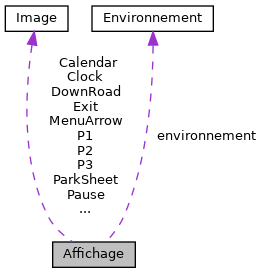 Image
Environnement
Calendar
Clock
DownRoad
Exit
MenuArrow
P1
environnement
P2
P3
ParkSheet
Pause
...
Affichage